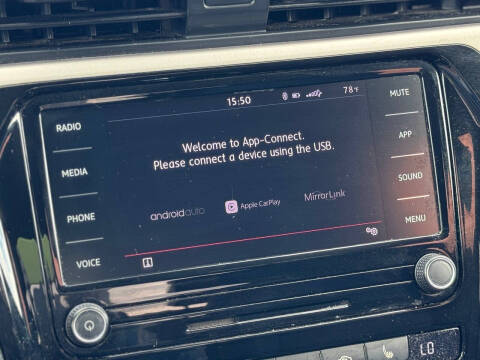 15:50
78°F
RADIO
MEDIA
PHONE
VOICE
Welcome to App-Connect.
Please connect a device using the USB.
androidauto
Apple CarPlay
MirrorLink
MUTE
APP
SOUND
MENU
LO